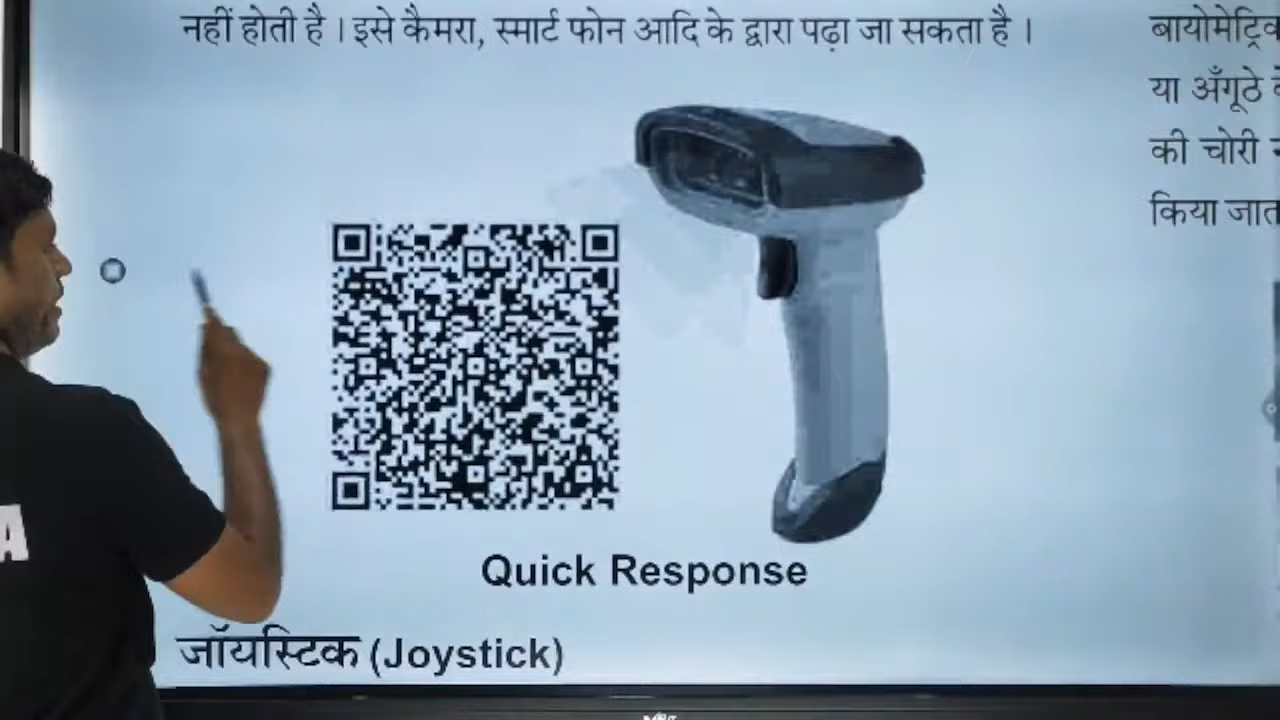 नहीं होती है । इसे कैमरा, स्मार्ट फोन आदि के द्वारा पढ़ा जा सकता है ।
Quick Response
जॉयस्टिक (Joystick)
या अँगूठे
की चोरी
किया
A